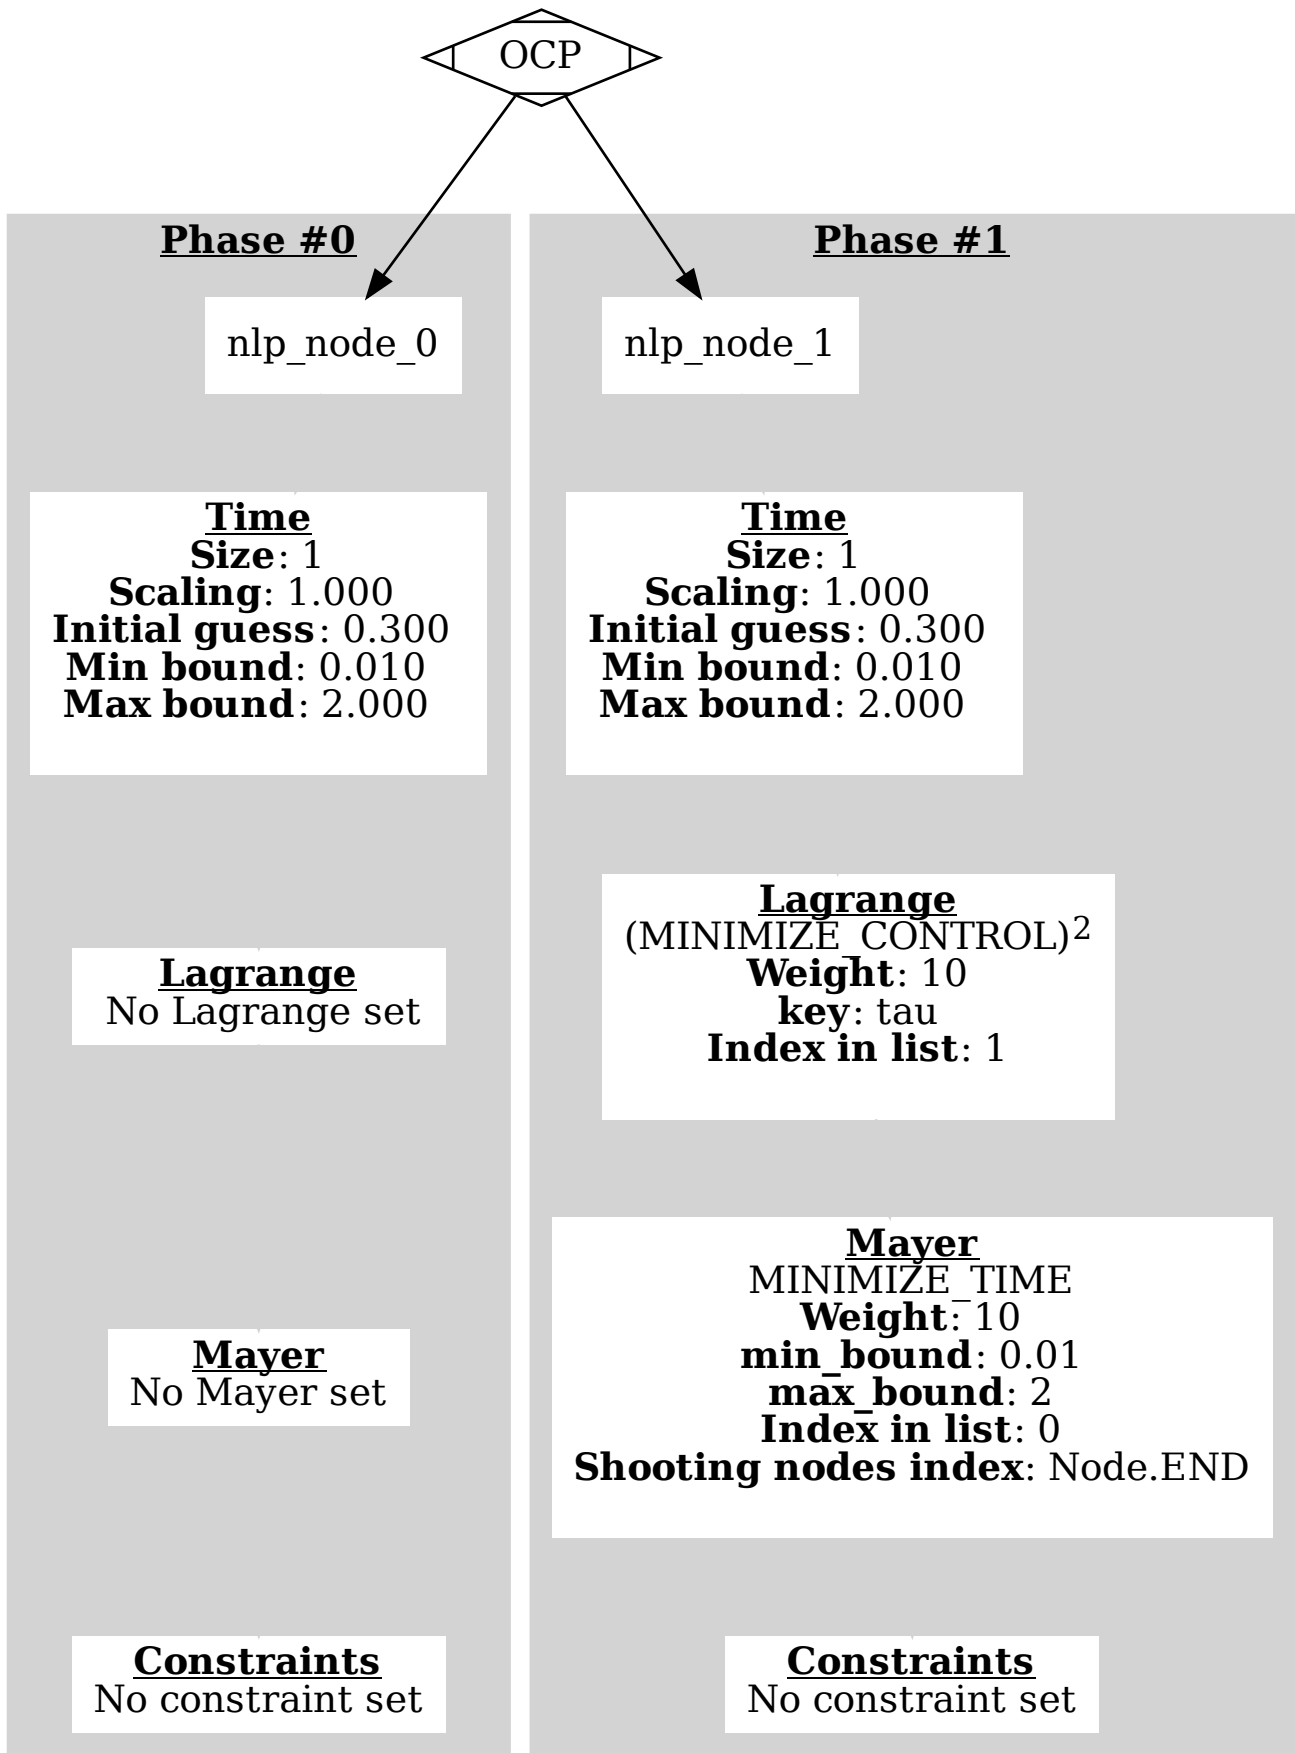 OCP
Phase #0
nlp_node_0
Time
Size: 1
Scaling: 1.000
Initial guess: 0.300
Min bound: 0.010
Max bound: 2.000
Lagrange
No Lagrange set
Mayer
No Mayer set
Constraints
No constraint set
Phase #1
nlp_node_1
Time
Size: 1
Scaling: 1.000
Initial guess: 0.300
Min bound: 0.010
Max bound: 2.000
Lagrange
(MINIMIZE_CONTROL)²
Weight: 10
key: tau
Index in list: 1
Mayer
MINIMIZE_TIME
Weight: 10
min_bound: 0.01
max_bound: 2
Index in list: 0
Shooting nodes index: Node.END
Constraints
No constraint set